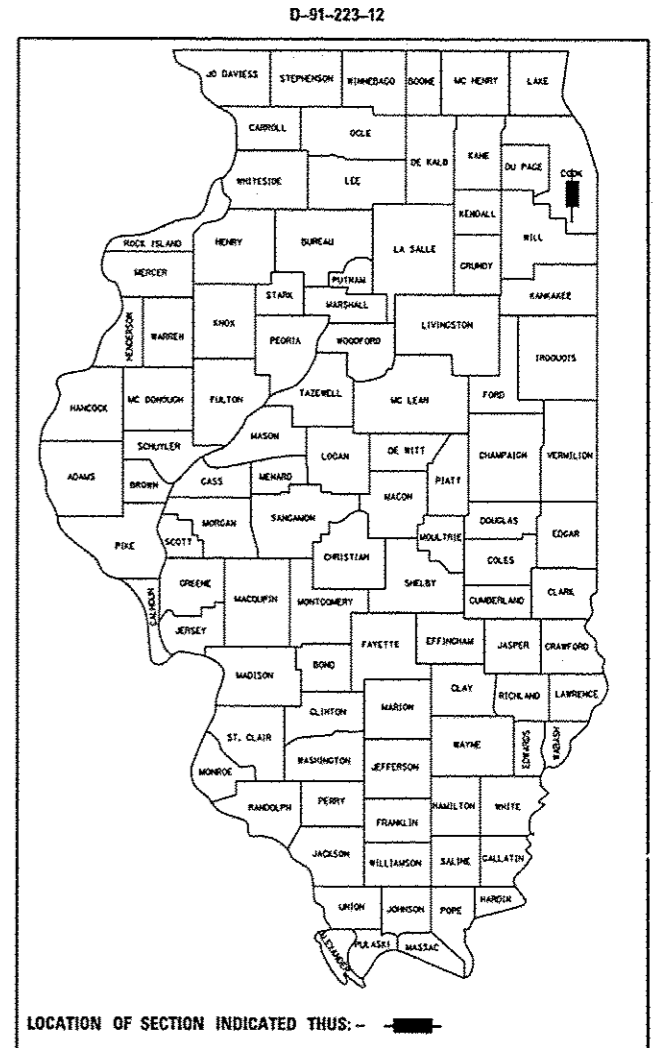 D-91-223-12
JO DAVIESS STEPHENSON WINNEBAGO BOONE MC HENRY LAKE
CARROLL OGLE DE KALB KANE DU PAGE COOK
WHITESIDE LEE KENDALL WILL
ROCK ISLAND HENRY BUREAU LA SALLE GRUNDY
MERCER PUTNAM KANKAKEE
HENDERSON WARREN KNOX STARK MARSHALL LIVINGSTON
PEORIA WOODFORD IROQUOIS
HANCOCK MC DONOUGH FULTON TAZEWELL MC LEAN FORD
SCHUYLER MASON LOGAN DE WITT CHAMPAIGN VERMILION
ADAMS BROWN CASS MENARD MACON PIATT
PIKE SCOTT MORGAN SANGAMON CHRISTIAN MOULTRIE DOUGLAS EDGAR
COLES
CALHOUN GREENE MACOUPIN MONTGOMERY SHELBY CUMBERLAND CLARK
JERSEY FAYETTE EFFINGHAM JASPER CRAWFORD
MADISON BOND CLAY RICHLAND LAWRENCE
CLINTON MARION
ST. CLAIR WASHINGTON JEFFERSON WAYNE EDWARDS WABASH
MONROE
RANDOLPH PERRY FRANKLIN HAMILTON WHITE
JACKSON WILLIAMSON SALINE GALLATIN
UNION JOHNSON POPE HARDIN
ALEXANDER PULASKI MASSAC
LOCATION OF SECTION INDICATED THUS: -